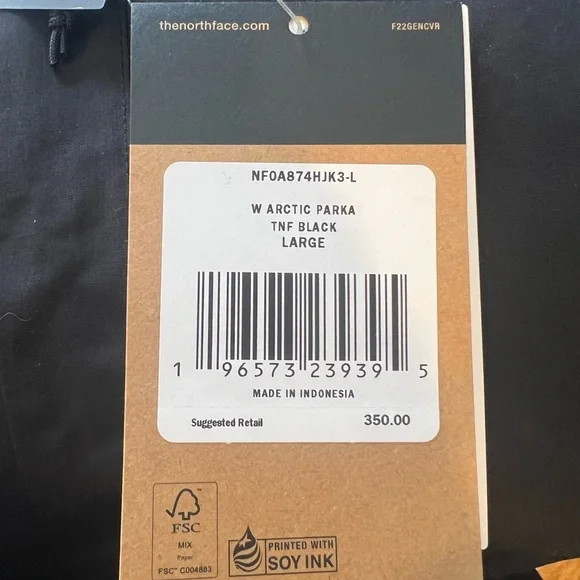 thenorthface.com F22GENCVR
NF0A874HJK3-L
W ARCTIC PARKA
TNF BLACK
LARGE
1 96573 23939 5
MADE IN INDONESIA
Suggested Retail 350.00
FSC
MIX
Paper
FSC™ C004883
PRINTED WITH
SOY INK